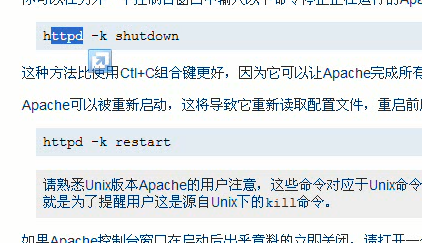 你可以在另外一个控制台窗口中输入以下命令停止正在运行的Apa
httpd -k shutdown
这种方法比使用Ctl+C组合键更好，因为它可以让Apache完成所有
Apache可以被重新启动，这将导致它重新读取配置文件，重启前
httpd -k restart
请熟悉Unix版本Apache的用户注意，这些命令对应于Unix命令
就是为了提醒用户这是源自Unix下的kill命令。
如果Apache控制台窗口在启动后出乎意料的立即关闭，请打开一